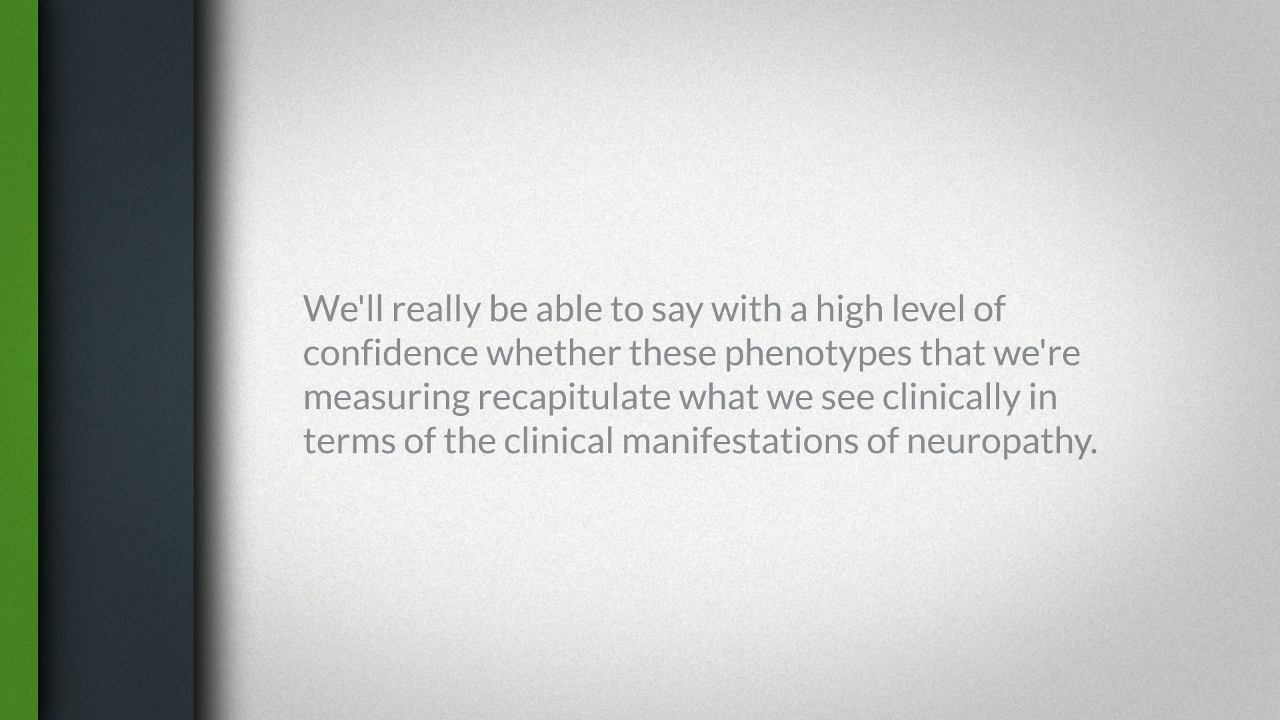 We'll really be able to say with a high level of
confidence whether these phenotypes that we're
measuring recapitulate what we see clinically in
terms of the clinical manifestations of neuropathy.